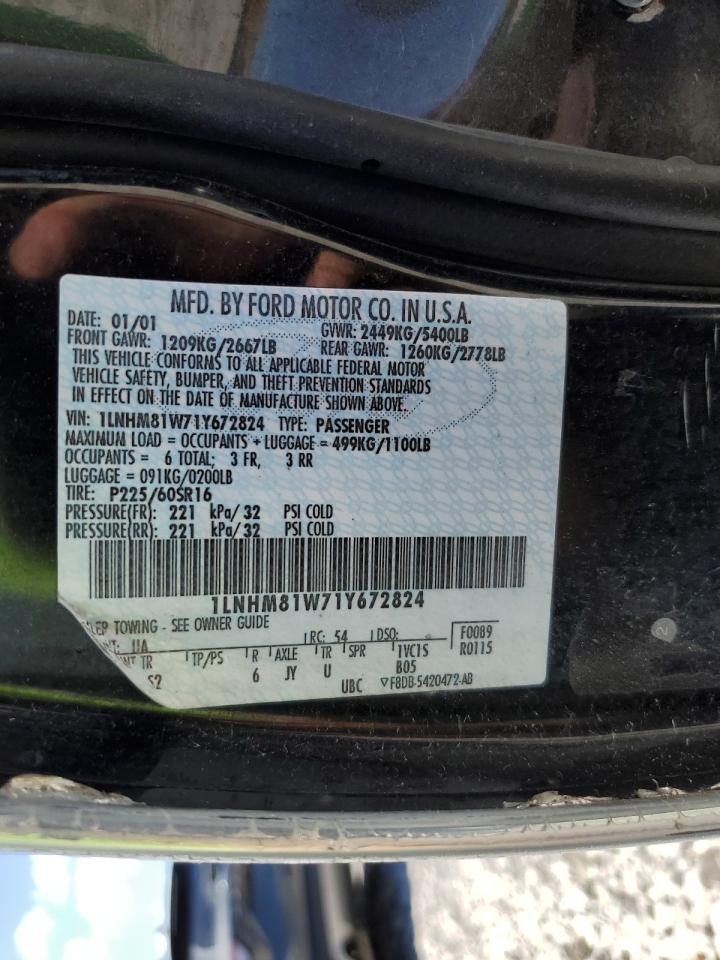 MFD. BY FORD MOTOR CO. IN U.S.A.
DATE: 01/01 GVWR: 2449KG/5400LB
FRONT GAWR: 1209KG/2667LB REAR GAWR: 1260KG/2778LB
THIS VEHICLE CONFORMS TO ALL APPLICABLE FEDERAL MOTOR
VEHICLE SAFETY, BUMPER, AND THEFT PREVENTION STANDARDS
IN EFFECT ON THE DATE OF MANUFACTURE SHOWN ABOVE.
VIN: 1LNHM81W71Y672824 TYPE: PASSENGER
MAXIMUM LOAD = OCCUPANTS + LUGGAGE = 499KG/1100LB
OCCUPANTS = 6 TOTAL; 3 FR, 3 RR
LUGGAGE = 091KG/0200LB
TIRE: P225/60SR16
PRESSURE(FR): 221 kPa/32 PSI COLD
PRESSURE(RR): 221 kPa/32 PSI COLD
1LNHM81W71Y672824
TOWING - SEE OWNER GUIDE
UA RC: 54 DSO: F0089
TR TP/PS R AXLE TR SPR 1VC1S R0115
S2 6 JY U B05
UBC ▽F8DB-5420472-AB
2